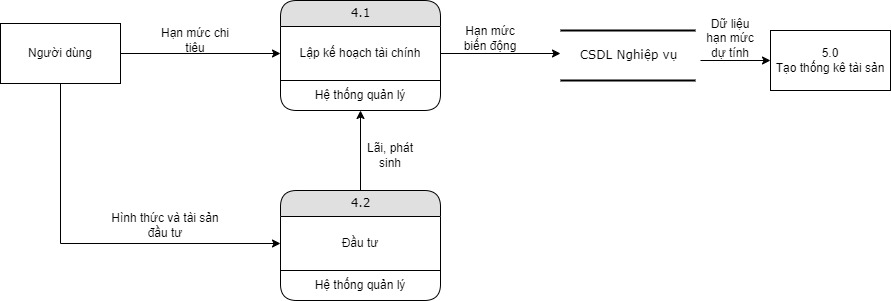 Người dùng
Hạn mức chi
tiêu
4.1
Lập kế hoạch tài chính
Hệ thống quản lý
Hạn mức
biến động
CSDL Nghiệp vụ
Dữ liệu
hạn mức
dự tính
5.0
Tạo thống kê tài sản
Lãi, phát
sinh
Hình thức và tài sản
đầu tư
4.2
Đầu tư
Hệ thống quản lý